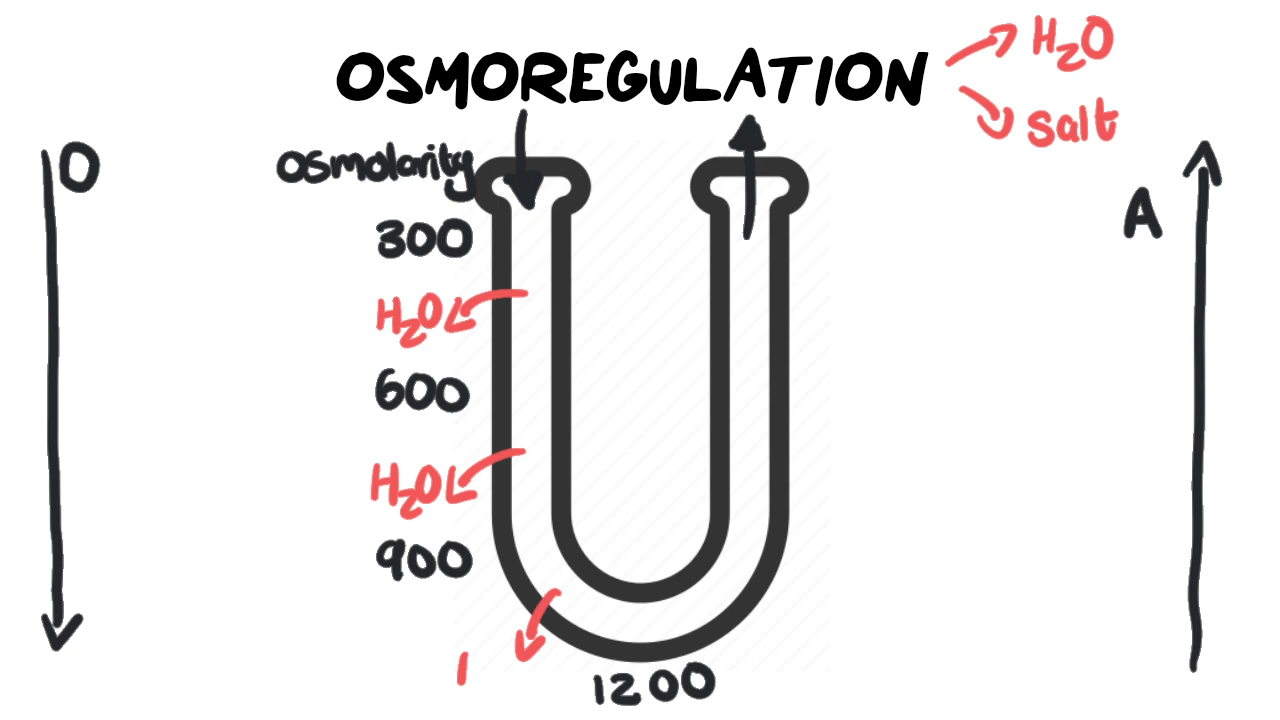 OSMOREGULATION
H2O
salt
O
osmolarity
300
A
H2O
600
H2O
900
1200